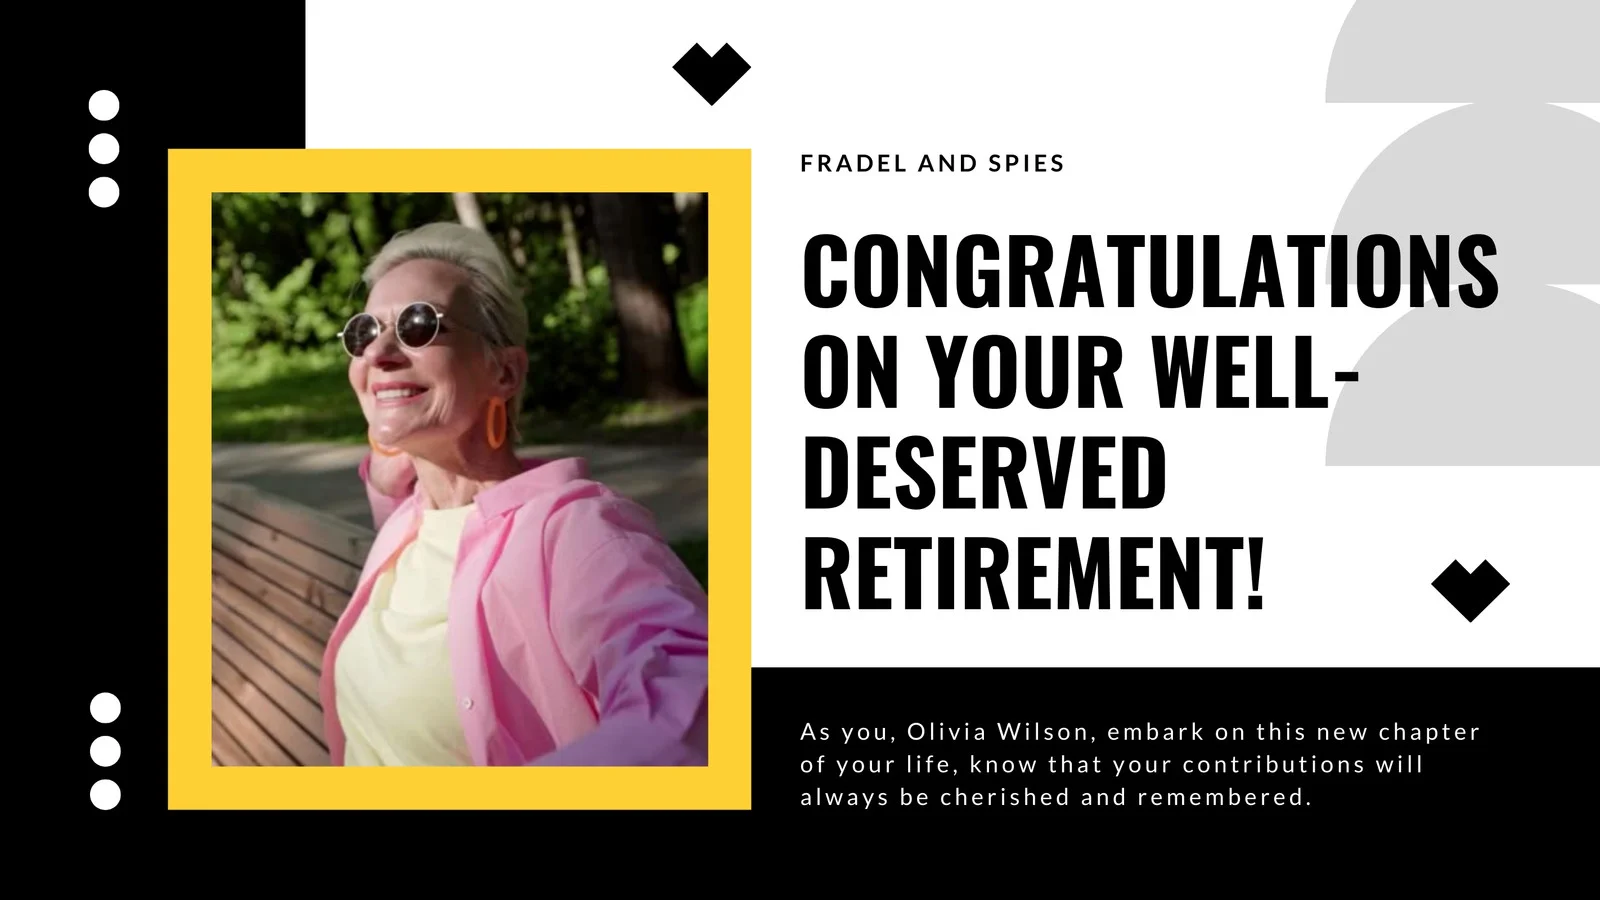 FRADEL AND SPIES
CONGRATULATIONS
ON YOUR WELL-
DESERVED
RETIREMENT!
As you, Olivia Wilson, embark on this new chapter
of your life, know that your contributions will
always be cherished and remembered.